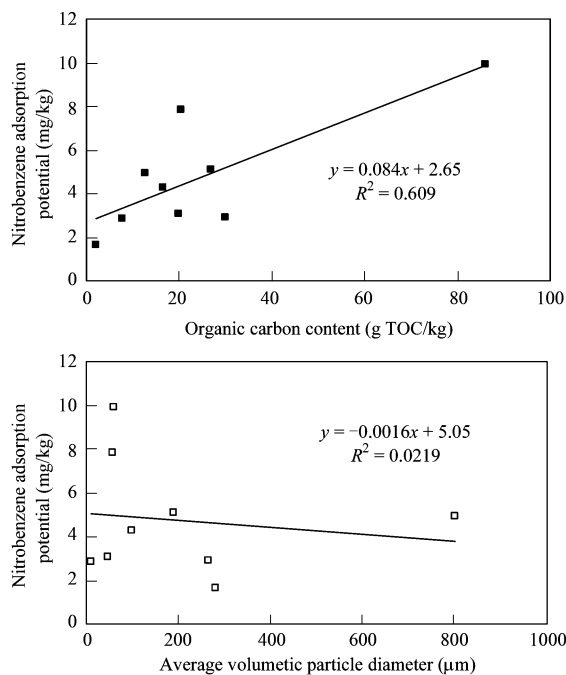 12
10
8
6
4
2
0
Nitrobenzene adsorption
potential (mg/kg)
y = 0.084x + 2.65
R² = 0.609
0 20 40 60 80 100
Organic carbon content (g TOC/kg)
12
10
8
6
4
2
0
Nitrobenzene adsorption
potential (mg/kg)
y = −0.0016x + 5.05
R² = 0.0219
0 200 400 600 800 1000
Average volumetic particle diameter (μm)